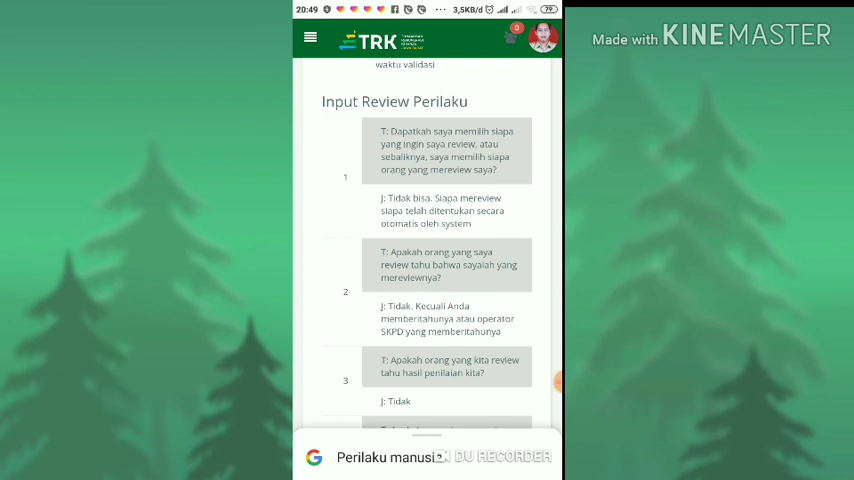 20:49
3,5KB/d
79
Made with KINEMASTER
TRK
0
waktu validasi
Input Review Perilaku
1
T: Dapatkah saya memilih siapa
yang ingin saya review, atau
sebaliknya, saya memilih siapa
orang yang mereview saya?
J: Tidak bisa. Siapa mereview
siapa telah ditentukan secara
otomatis oleh system
2
T: Apakah orang yang saya
review tahu bahwa sayalah yang
mereviewnya?
J: Tidak. Kecuali Anda
memberitahunya atau operator
SKPD yang memberitahunya
3
T: Apakah orang yang kita review
tahu hasil penilaian kita?
J: Tidak
Perilaku manusia
DU RECORDER